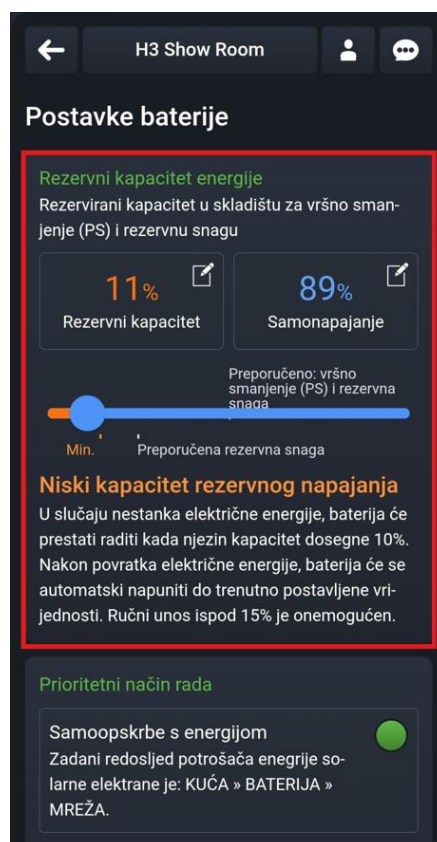 H3 Show Room
Postavke baterije
Rezervni kapacitet energije
Rezervirani kapacitet u skladištu za vršno sman-
jenje (PS) i rezervnu snagu
11%
Rezervni kapacitet
89%
Samonapajanje
Preporučeno: vršno
smanjenje (PS) i rezervna
snaga
Min.
Preporučena rezervna snaga
Niski kapacitet rezervnog napajanja
U slučaju nestanka električne energije, baterija će
prestati raditi kada njezin kapacitet dosegne 10%.
Nakon povratka električne energije, baterija će se
automatski napuniti do trenutno postavljene vri-
jednosti. Ručni unos ispod 15% je onemogućen.
Prioritetni način rada
Samoopskrbe s energijom
Zadani redosljed potrošača enegrije so-
larne elektrane je: KUĆA » BATERIJA »
MREŽA.